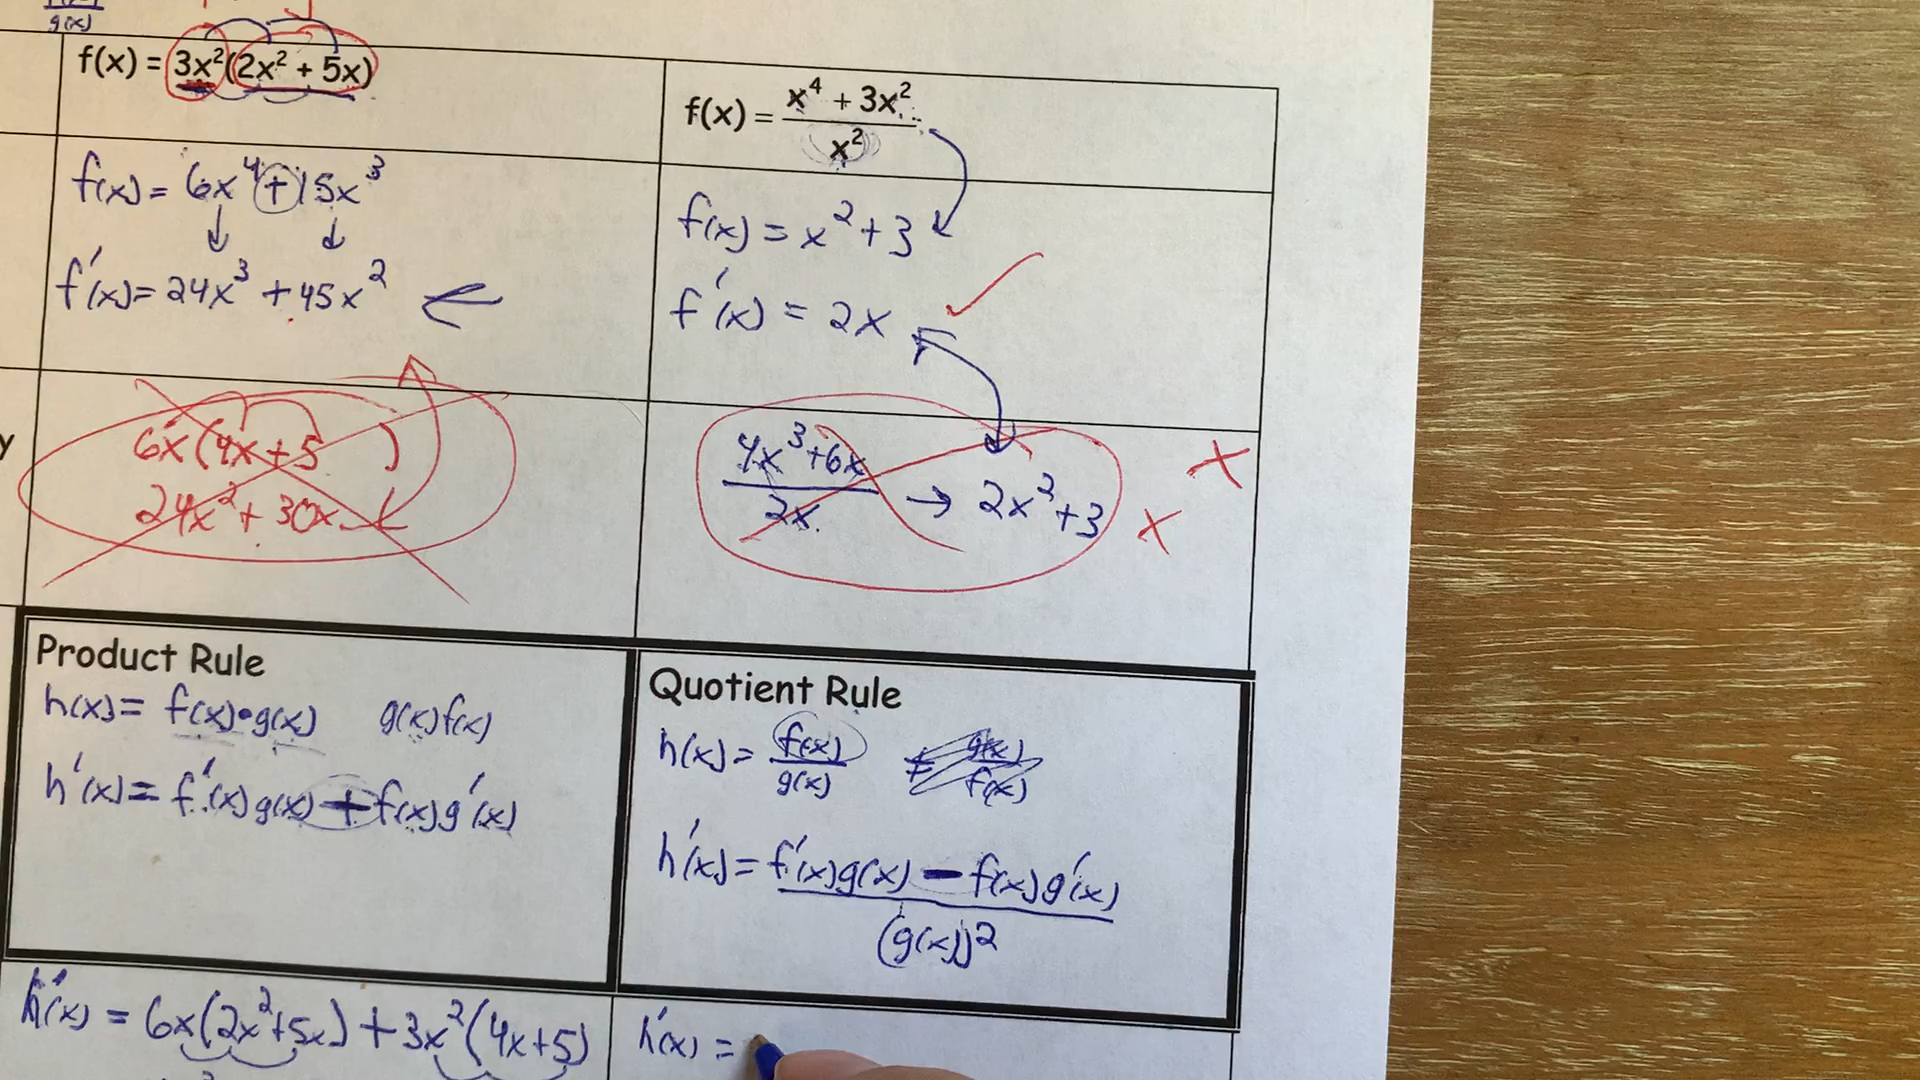 g(x)
f(x) = 3x²(2x² + 5x)
f(x) = 6x⁴ + 15x³
f'(x) = 24x³ + 45x²
y
6x(4x+5 )
24x² + 30x
f(x) = x⁴ + 3x² / x²
f(x) = x² + 3
f'(x) = 2x
4x³+6x / 2x → 2x² + 3
Product Rule
h(x) = f(x)•g(x) g(x)f(x)
h'(x) = f'(x)g(x) + f(x)g'(x)
Quotient Rule
h(x) = f(x) / g(x) ≠ g(x) / f(x)
h'(x) = f'(x)g(x) − f(x)g'(x) / (g(x))²
h'(x) = 6x(2x²+5x) + 3x²(4x+5)
h'(x) =